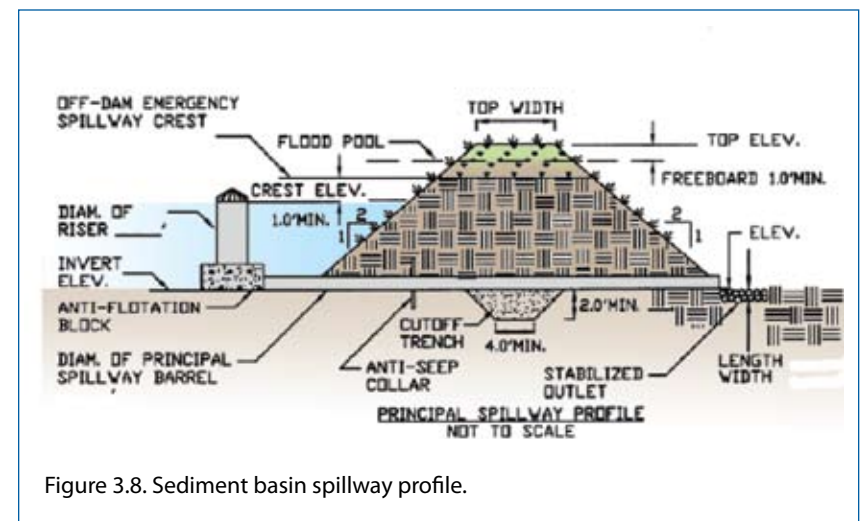 OFF-DAM EMERGENCY
SPILLWAY CREST
TOP WIDTH
FLOOD POOL
TOP ELEV.
CREST ELEV.
FREEBOARD 1.0'MIN.
DIAM. OF
RISER
1.0'MIN.
2
1
2
1
ELEV.
INVERT
ELEV.
ANTI-FLOTATION
BLOCK
2.0'MIN.
CUTOFF
TRENCH
4.0'MIN.
DIAM. OF PRINCIPAL
SPILLWAY BARREL
ANTI-SEEP
COLLAR
STABILIZED
OUTLET
LENGTH
WIDTH
PRINCIPAL SPILLWAY PROFILE
NOT TO SCALE
Figure 3.8. Sediment basin spillway profile.